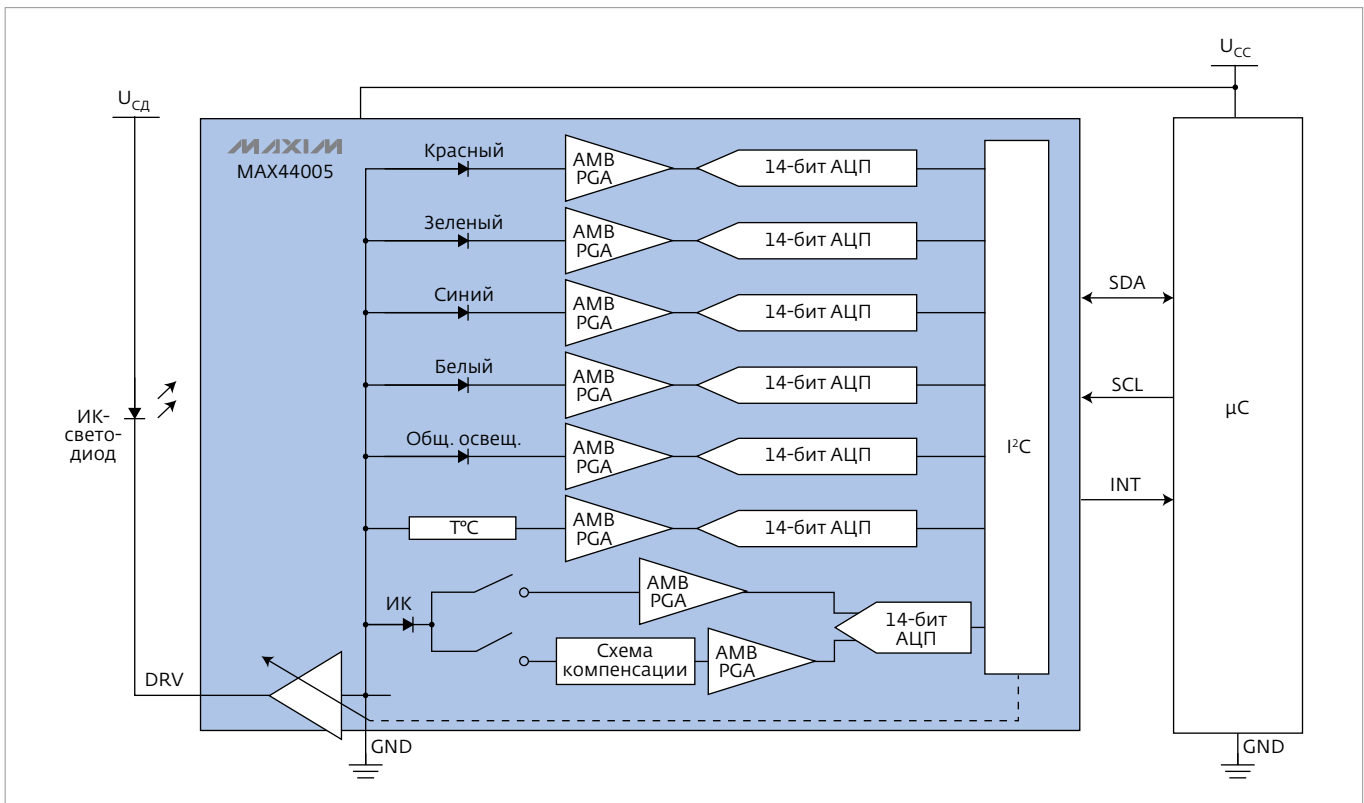 U_CC
U_СД
MAXIM
MAX44005
Красный
AMB
PGA
14-бит АЦП
Зеленый
AMB
PGA
14-бит АЦП
Синий
AMB
PGA
14-бит АЦП
SDA
Белый
AMB
PGA
14-бит АЦП
SCL
µC
ИК-
свето-
диод
Общ. освещ.
AMB
PGA
14-бит АЦП
I²C
INT
T°C
AMB
PGA
14-бит АЦП
ИК
AMB
PGA
14-бит
АЦП
Схема
компенсации
AMB
PGA
DRV
GND
GND